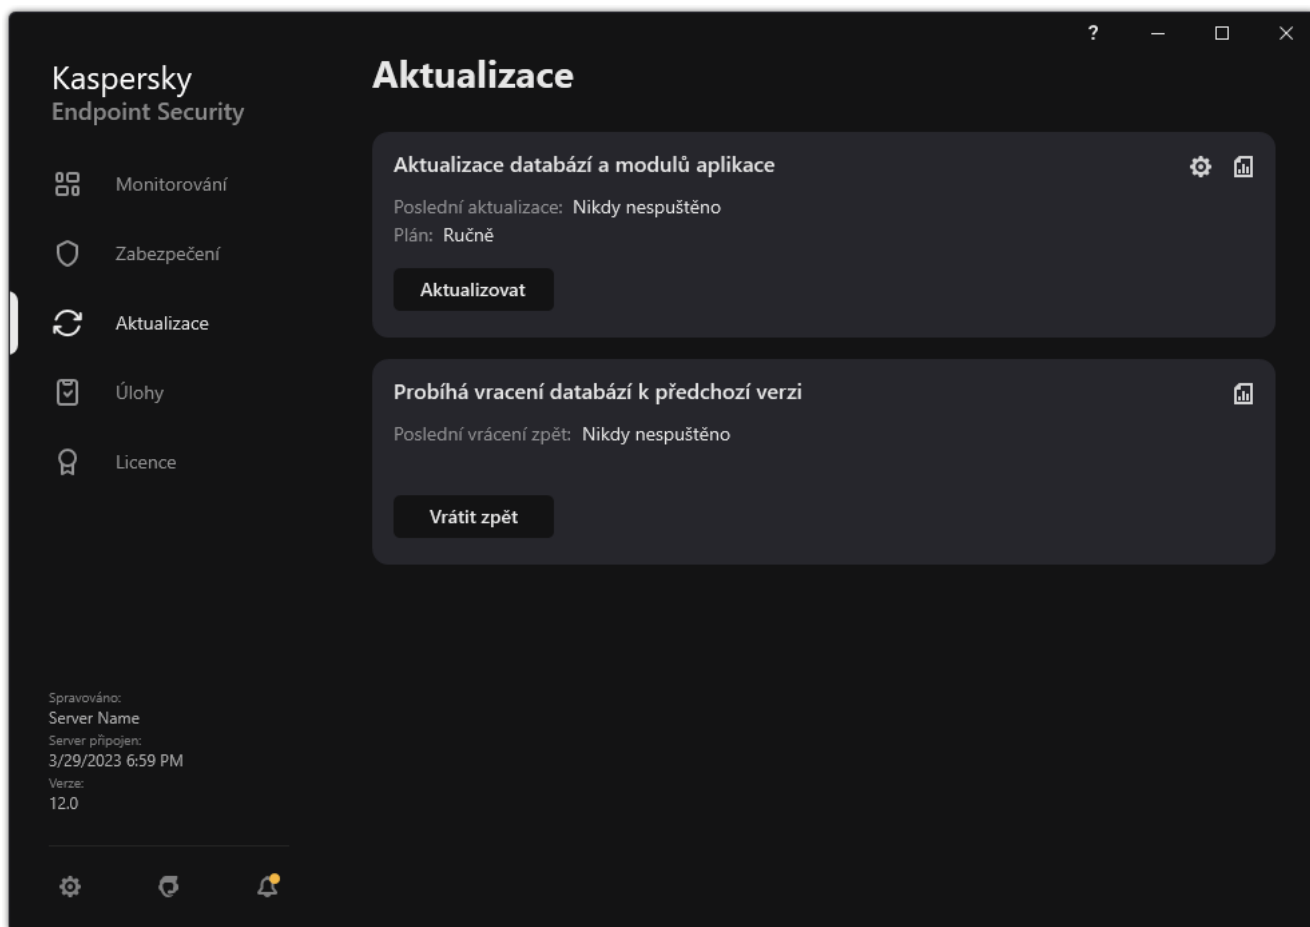 ?
Kaspersky
Endpoint Security
Monitorování
Zabezpečení
Aktualizace
Úlohy
Licence
Spravováno:
Server Name
Server připojen:
3/29/2023 6:59 PM
Verze:
12.0
Aktualizace
Aktualizace databází a modulů aplikace
Poslední aktualizace: Nikdy nespuštěno
Plán: Ručně
Aktualizovat
Probíhá vracení databází k předchozí verzi
Poslední vrácení zpět: Nikdy nespuštěno
Vrátit zpět